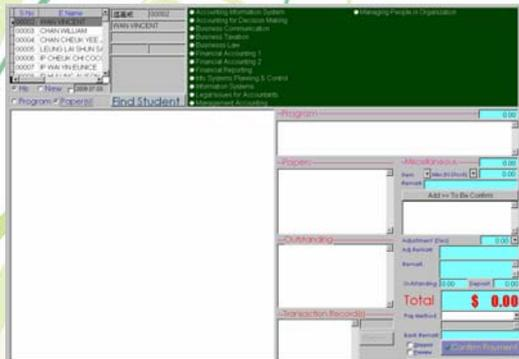 S.No E.Name
00002 WAN VINCENT
00003 CHAN WILLIAM
00004 CHAN CHEUK YEE
00005 LEUNG LAI SHUN
00006 IP CHEUK CHI
00007 IP WAI YIN EUNICE
00002
WAN VINCENT
His New
Program Paper(s) Find Student
Accounting Information System
Accounting for Decision Making
Business Communication
Business Taxation
Business Law
Financial Accounting 1
Financial Accounting 2
Financial Reporting
Info Systems Planning & Control
Information Systems
Legal Issues for Accountants
Management Accounting
Managing People in Organization
Program 0.00
Papers
Miscellaneous 0.00
Item
Remark
Add >> To Be Confirm
Outstanding
Adjustment (Dec) 0.00
Adj Remark
Remark
Outstanding 0.00 Deposit 0.00
Total $ 0.00
Transaction Record(s)
Pay Method
Bank Remark
Deposit
Preview
Confirm Payment